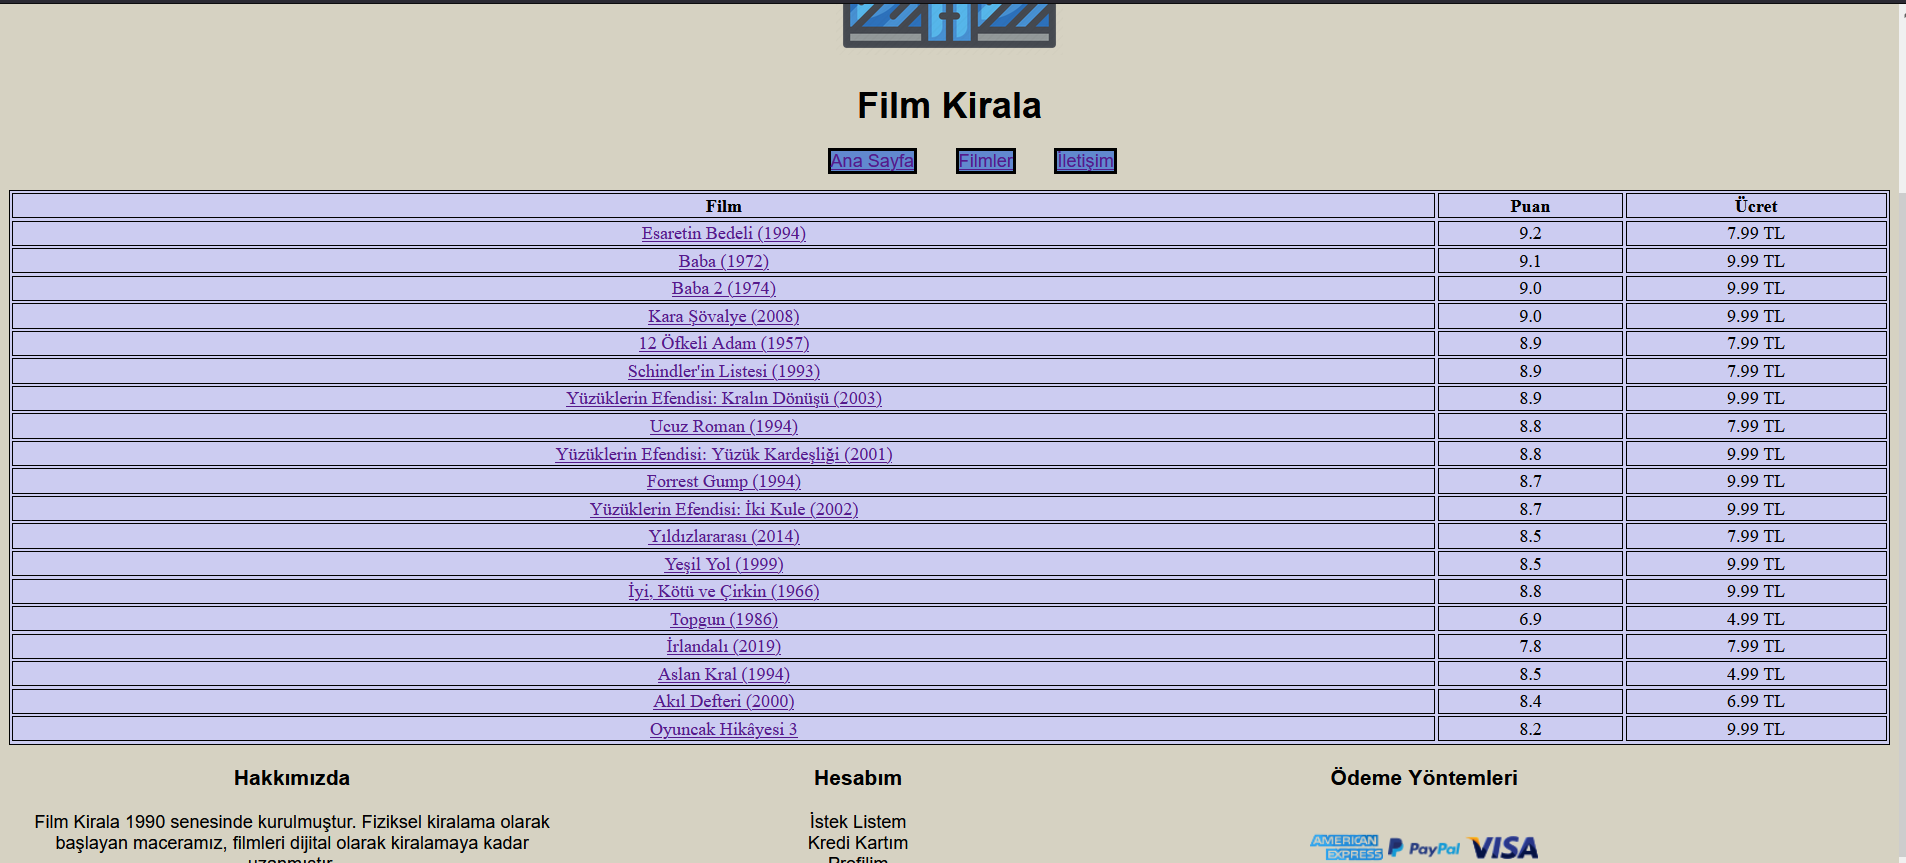 Film Kirala
Ana Sayfa Filmler İletişim
Film Puan Ücret
Esaretin Bedeli (1994) 9.2 7.99 TL
Baba (1972) 9.1 9.99 TL
Baba 2 (1974) 9.0 9.99 TL
Kara Şövalye (2008) 9.0 9.99 TL
12 Öfkeli Adam (1957) 8.9 7.99 TL
Schindler'in Listesi (1993) 8.9 7.99 TL
Yüzüklerin Efendisi: Kralın Dönüşü (2003) 8.9 9.99 TL
Ucuz Roman (1994) 8.8 7.99 TL
Yüzüklerin Efendisi: Yüzük Kardeşliği (2001) 8.8 9.99 TL
Forrest Gump (1994) 8.7 9.99 TL
Yüzüklerin Efendisi: İki Kule (2002) 8.7 9.99 TL
Yıldızlararası (2014) 8.5 7.99 TL
Yeşil Yol (1999) 8.5 9.99 TL
İyi, Kötü ve Çirkin (1966) 8.8 9.99 TL
Topgun (1986) 6.9 4.99 TL
İrlandalı (2019) 7.8 7.99 TL
Aslan Kral (1994) 8.5 4.99 TL
Akıl Defteri (2000) 8.4 6.99 TL
Oyuncak Hikâyesi 3 8.2 9.99 TL
Hakkımızda
Film Kirala 1990 senesinde kurulmuştur. Fiziksel kiralama olarak
başlayan maceramız, filmleri dijital olarak kiralamaya kadar
uzanmıştır.
Hesabım
İstek Listem
Kredi Kartım
Profilim
Ödeme Yöntemleri
AMERICAN
EXPRESS
PayPal
VISA